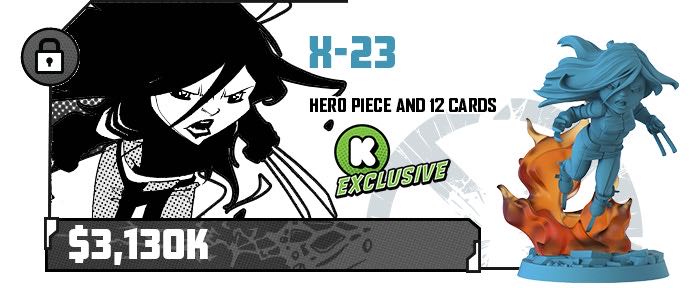 X-23
HERO PIECE AND 12 CARDS
K
EXCLUSIVE
$3,130K